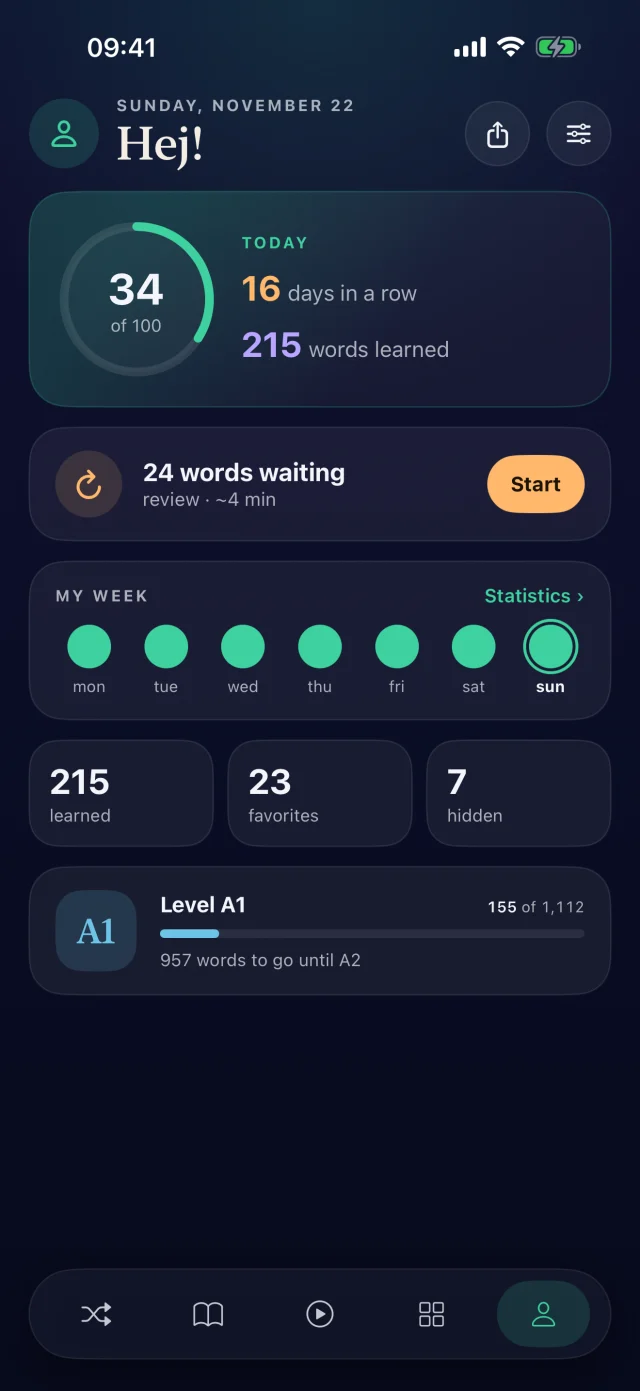 09:41
SUNDAY, NOVEMBER 22
Hej!
34
of 100
TODAY
16 days in a row
215 words learned
24 words waiting
review · ~4 min
Start
MY WEEK
Statistics ›
mon tue wed thu fri sat sun
215
learned
23
favorites
7
hidden
A1
Level A1
155 of 1,112
957 words to go until A2